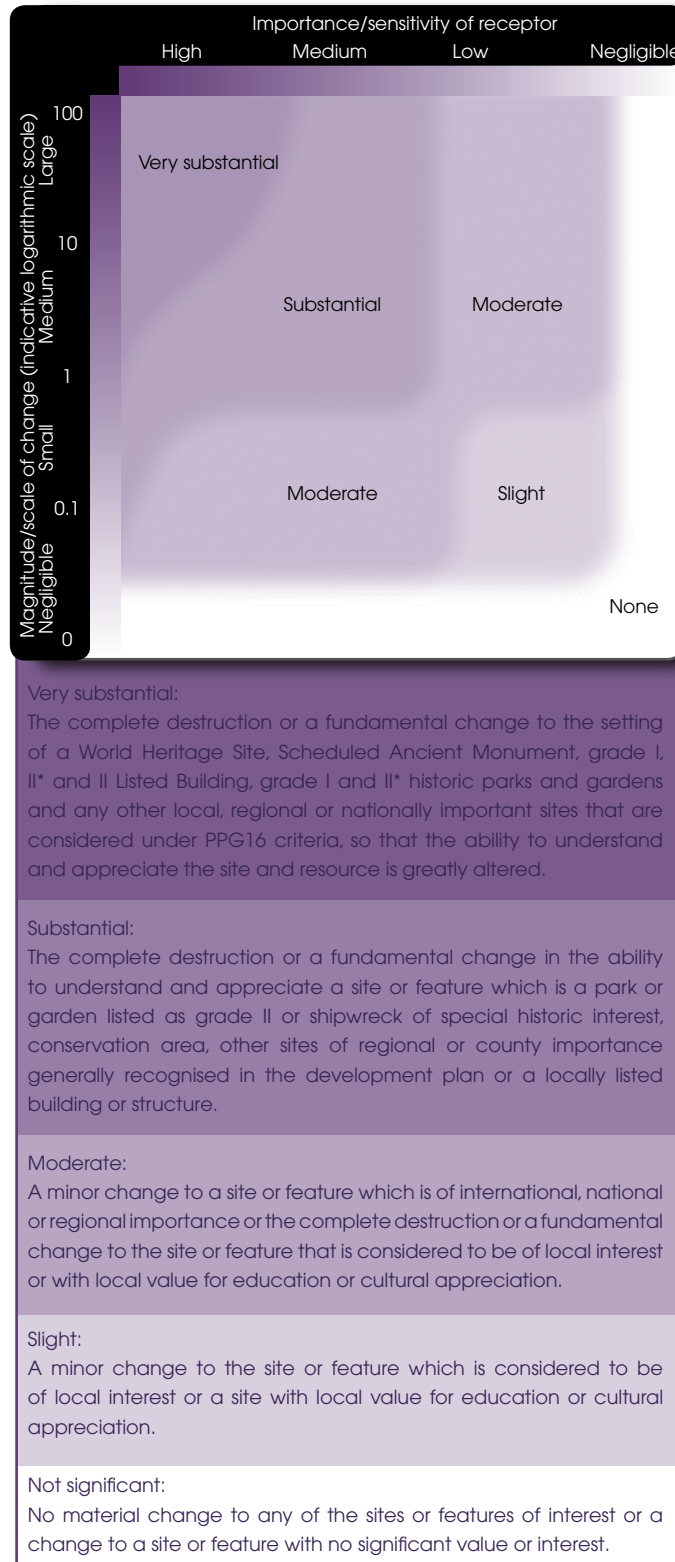 Importance/sensitivity of receptor
High Medium Low Negligible
Magnitude/scale of change (indicative logarithmic scale)
Large
Medium
Small
Negligible
100
10
1
0.1
0
Very substantial
Substantial
Moderate
Moderate
Slight
None
Very substantial:
The complete destruction or a fundamental change to the setting
of a World Heritage Site, Scheduled Ancient Monument, grade I,
II* and II Listed Building, grade I and II* historic parks and gardens
and any other local, regional or nationally important sites that are
considered under PPG16 criteria, so that the ability to understand
and appreciate the site and resource is greatly altered.
Substantial:
The complete destruction or a fundamental change in the ability
to understand and appreciate a site or feature which is a park or
garden listed as grade II or shipwreck of special historic interest,
conservation area, other sites of regional or county importance
generally recognised in the development plan or a locally listed
building or structure.
Moderate:
A minor change to a site or feature which is of international, national
or regional importance or the complete destruction or a fundamental
change to the site or feature that is considered to be of local interest
or with local value for education or cultural appreciation.
Slight:
A minor change to the site or feature which is considered to be
of local interest or a site with local value for education or cultural
appreciation.
Not significant:
No material change to any of the sites or features of interest or a
change to a site or feature with no significant value or interest.